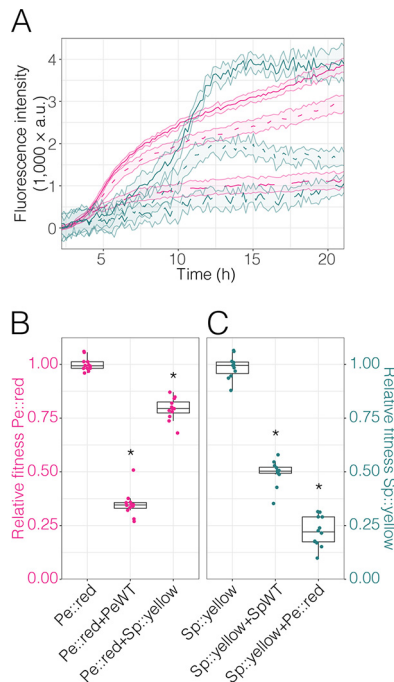 A
Fluorescence intensity
(1,000 × a.u.)
4
3
2
1
0
5
10
15
20
Time (h)
B
C
Relative fitness Pe::red
1.00
0.75
0.50
0.25
0.00
*
*
*
*
1.00
0.75
0.50
0.25
0.00
Relative fitness Sp::yellow
Pe::red
Pe::red+PeWT
Pe::red+Sp::yellow
Sp::yellow
Sp::yellow+SpWT
Sp::yellow+Pe::red